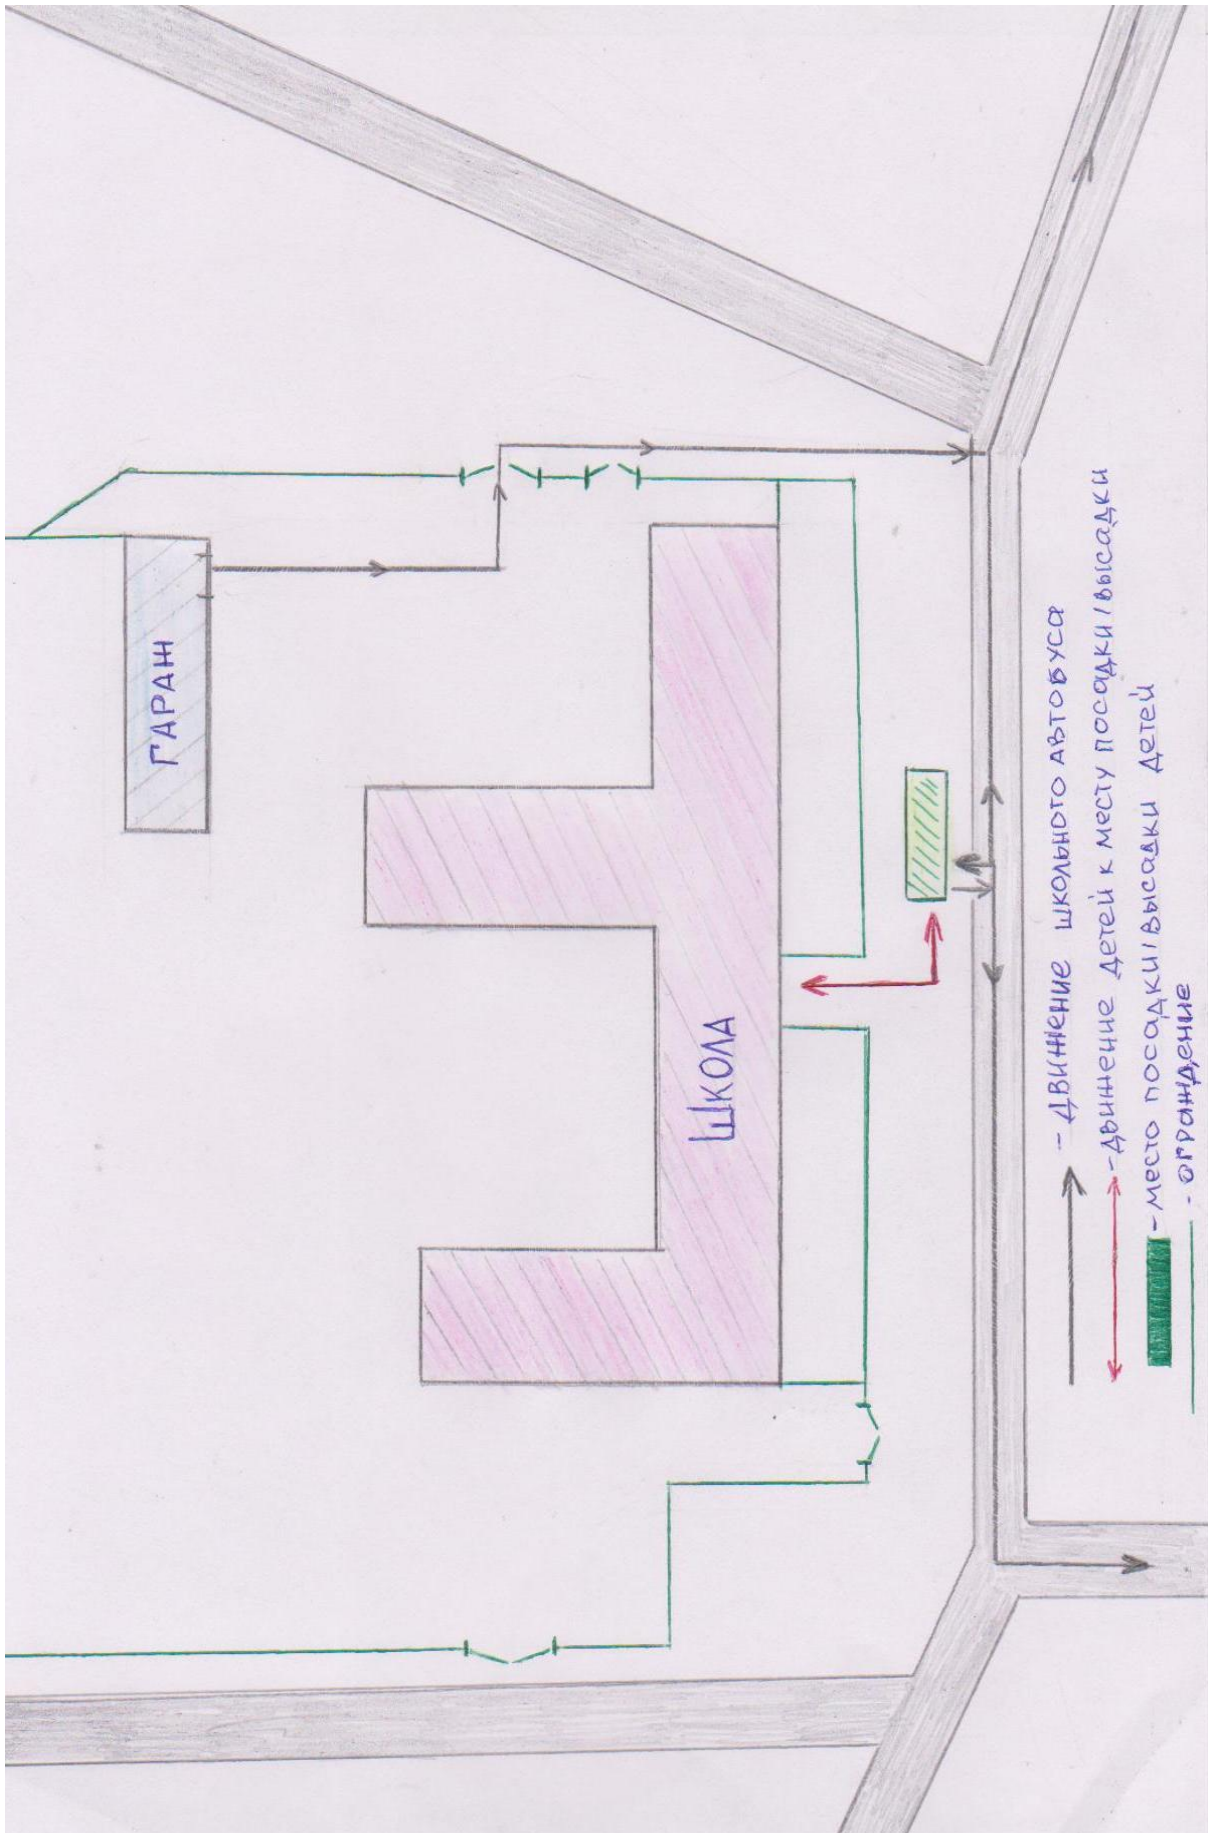 ГАРАЖ
ШКОЛА
- ДВИЖЕНИЕ ШКОЛЬНОГО АВТОБУСА
- ДВИЖЕНИЕ ДЕТЕЙ К МЕСТУ ПОСАДКИ/ВЫСАДКИ
- МЕСТО ПОСАДКИ/ВЫСАДКИ ДЕТЕЙ
- ОГРАЖДЕНИЕ